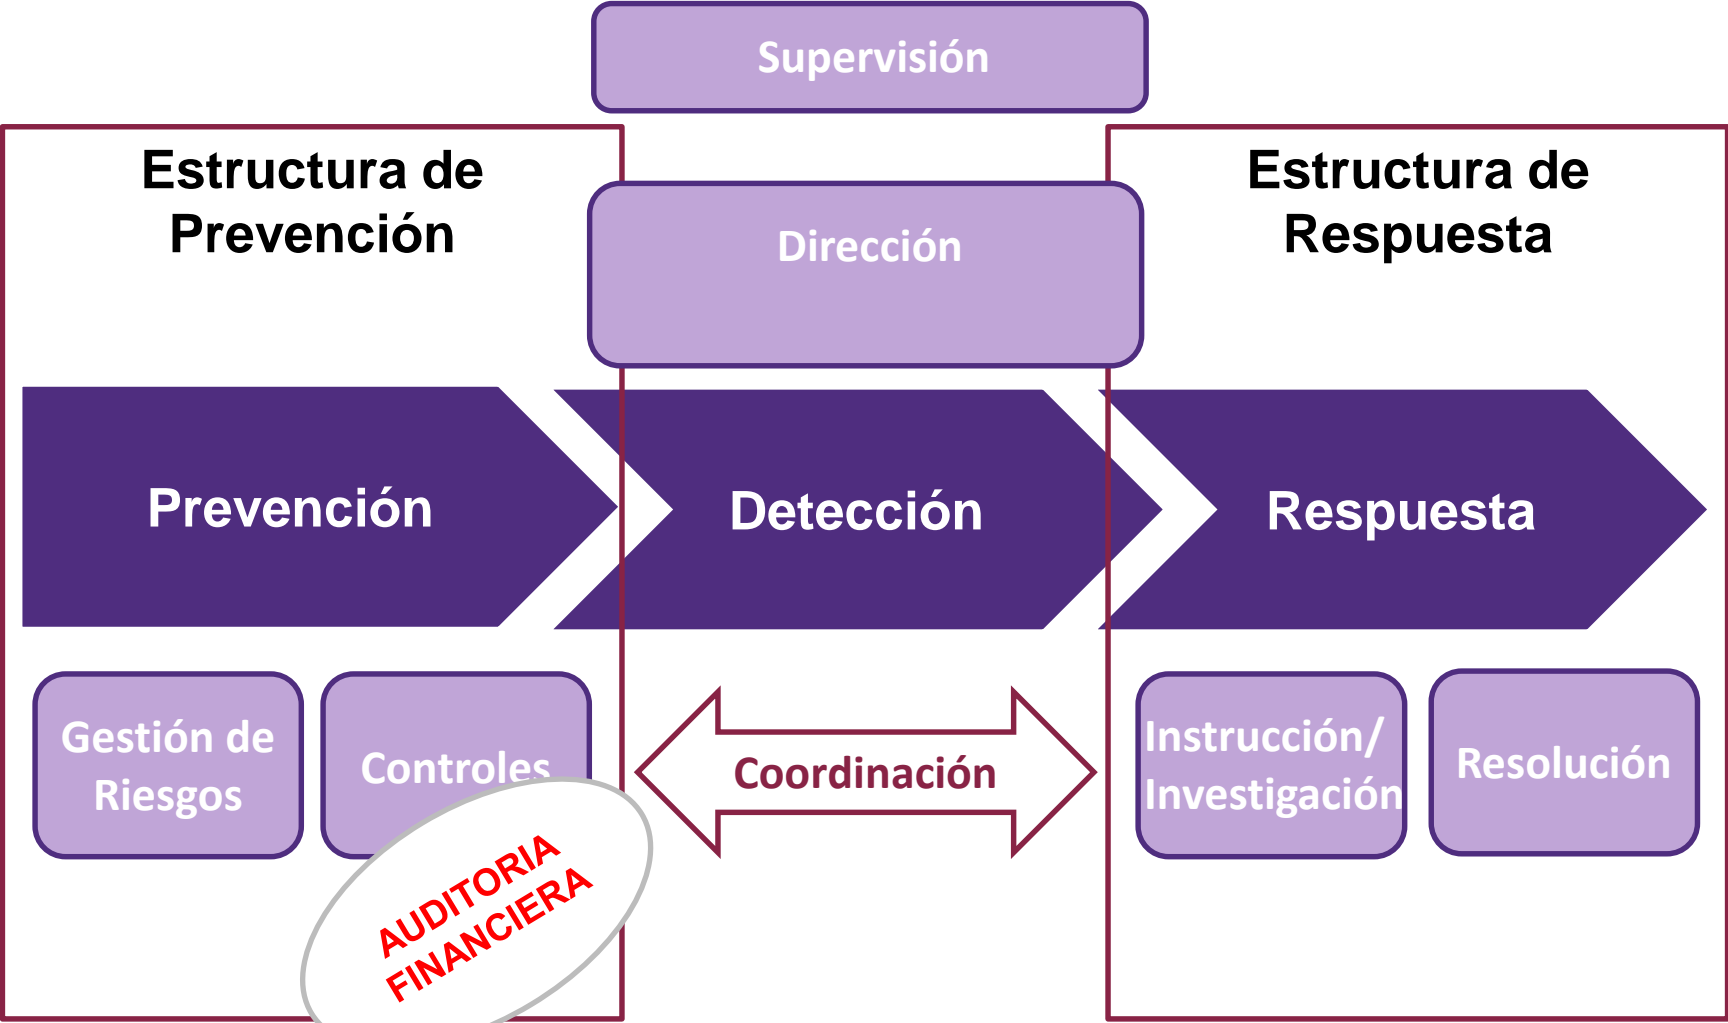 Supervisión
Estructura de
Prevención
Dirección
Estructura de
Respuesta
Prevención
Detección
Respuesta
Gestión de
Riesgos
Controles
Coordinación
Instrucción/
Investigación
Resolución
AUDITORIA
FINANCIERA